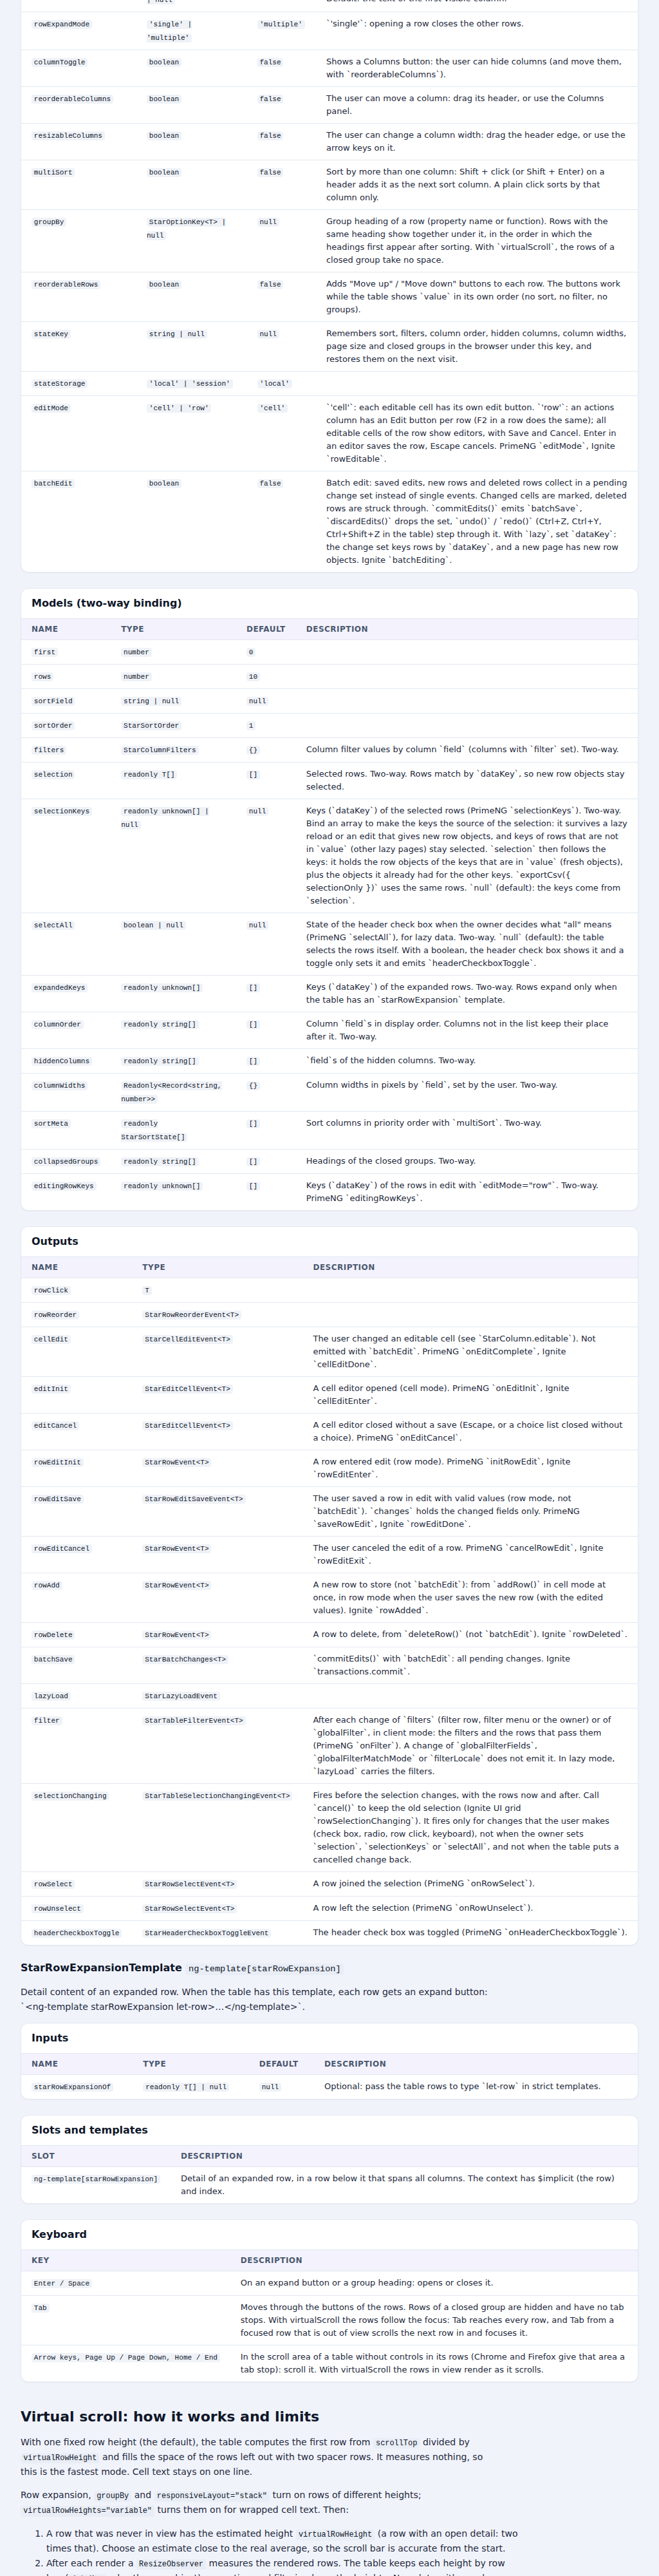 rowExpandMode 'single' | 'multiple' 'multiple' `'single'`: opening a row closes the other rows.
columnToggle boolean false Shows a Columns button: the user can hide columns (and move them,
with `reorderableColumns`).
reorderableColumns boolean false The user can move a column: drag its header, or use the Columns
panel.
resizableColumns boolean false The user can change a column width: drag the header edge, or use the
arrow keys on it.
multiSort boolean false Sort by more than one column: Shift + click (or Shift + Enter) on a
header adds it as the next sort column. A plain click sorts by that
column only.
groupBy StarOptionKey<T> | null null Group heading of a row (property name or function). Rows with the
same heading show together under it, in the order in which the
headings first appear after sorting. With `virtualScroll`, the rows of a
closed group take no space.
reorderableRows boolean false Adds "Move up" / "Move down" buttons to each row. The buttons work
while the table shows `value` in its own order (no sort, no filter, no
groups).
stateKey string | null null Remembers sort, filters, column order, hidden columns, column widths,
page size and closed groups in the browser under this key, and
restores them on the next visit.
stateStorage 'local' | 'session' 'local'
editMode 'cell' | 'row' 'cell' `'cell'`: each editable cell has its own edit button. `'row'`: an actions
column has an Edit button per row (F2 in a row does the same); all
editable cells of the row show editors, with Save and Cancel. Enter in
an editor saves the row, Escape cancels. PrimeNG `editMode`, Ignite
`rowEditable`.
batchEdit boolean false Batch edit: saved edits, new rows and deleted rows collect in a pending
change set instead of single events. Changed cells are marked, deleted
rows are struck through. `commitEdits()` emits `batchSave`,
`discardEdits()` drops the set, `undo()` / `redo()` (Ctrl+Z, Ctrl+Y,
Ctrl+Shift+Z in the table) step through it. With `lazy`, set `dataKey`:
the change set keys rows by `dataKey`, and a new page has new row
objects. Ignite `batchEditing`.
Models (two-way binding)
NAME TYPE DEFAULT DESCRIPTION
first number 0
rows number 10
sortField string | null null
sortOrder StarSortOrder 1
filters StarColumnFilters {} Column filter values by column `field` (columns with `filter` set). Two-way.
selection readonly T[] [] Selected rows. Two-way. Rows match by `dataKey`, so new row objects stay
selected.
selectionKeys readonly unknown[] | null null Keys (`dataKey`) of the selected rows (PrimeNG `selectionKeys`). Two-way.
Bind an array to make the keys the source of the selection: it survives a lazy
reload or an edit that gives new row objects, and keys of rows that are not
in `value` (other lazy pages) stay selected. `selection` then follows the
keys: it holds the row objects of the keys that are in `value` (fresh objects),
plus the objects it already had for the other keys. `exportCsv({
selectionOnly })` uses the same rows. `null` (default): the keys come from
`selection`.
selectAll boolean | null null State of the header check box when the owner decides what "all" means
(PrimeNG `selectAll`), for lazy data. Two-way. `null` (default): the table
selects the rows itself. With a boolean, the header check box shows it and a
toggle only sets it and emits `headerCheckboxToggle`.
expandedKeys readonly unknown[] [] Keys (`dataKey`) of the expanded rows. Two-way. Rows expand only when
the table has an `starRowExpansion` template.
columnOrder readonly string[] [] Column `field`s in display order. Columns not in the list keep their place
after it. Two-way.
hiddenColumns readonly string[] [] `field`s of the hidden columns. Two-way.
columnWidths Readonly<Record<string, number>> {} Column widths in pixels by `field`, set by the user. Two-way.
sortMeta readonly StarSortState[] [] Sort columns in priority order with `multiSort`. Two-way.
collapsedGroups readonly string[] [] Headings of the closed groups. Two-way.
editingRowKeys readonly unknown[] [] Keys (`dataKey`) of the rows in edit with `editMode="row"`. Two-way.
PrimeNG `editingRowKeys`.
Outputs
NAME TYPE DESCRIPTION
rowClick T
rowReorder StarRowReorderEvent<T>
cellEdit StarCellEditEvent<T> The user changed an editable cell (see `StarColumn.editable`). Not
emitted with `batchEdit`. PrimeNG `onEditComplete`, Ignite
`cellEditDone`.
editInit StarEditCellEvent<T> A cell editor opened (cell mode). PrimeNG `onEditInit`, Ignite
`cellEditEnter`.
editCancel StarEditCellEvent<T> A cell editor closed without a save (Escape, or a choice list closed without
a choice). PrimeNG `onEditCancel`.
rowEditInit StarRowEvent<T> A row entered edit (row mode). PrimeNG `initRowEdit`, Ignite
`rowEditEnter`.
rowEditSave StarRowEditSaveEvent<T> The user saved a row in edit with valid values (row mode, not
`batchEdit`). `changes` holds the changed fields only. PrimeNG
`saveRowEdit`, Ignite `rowEditDone`.
rowEditCancel StarRowEvent<T> The user canceled the edit of a row. PrimeNG `cancelRowEdit`, Ignite
`rowEditExit`.
rowAdd StarRowEvent<T> A new row to store (not `batchEdit`): from `addRow()` in cell mode at
once, in row mode when the user saves the new row (with the edited
values). Ignite `rowAdded`.
rowDelete StarRowEvent<T> A row to delete, from `deleteRow()` (not `batchEdit`). Ignite `rowDeleted`.
batchSave StarBatchChanges<T> `commitEdits()` with `batchEdit`: all pending changes. Ignite
`transactions.commit`.
lazyLoad StarLazyLoadEvent
filter StarTableFilterEvent<T> After each change of `filters` (filter row, filter menu or the owner) or of
`globalFilter`, in client mode: the filters and the rows that pass them
(PrimeNG `onFilter`). A change of `globalFilterFields`,
`globalFilterMatchMode` or `filterLocale` does not emit it. In lazy mode,
`lazyLoad` carries the filters.
selectionChanging StarTableSelectionChangingEvent<T> Fires before the selection changes, with the rows now and after. Call
`cancel()` to keep the old selection (Ignite UI grid
`rowSelectionChanging`). It fires only for changes that the user makes
(check box, radio, row click, keyboard), not when the owner sets
`selection`, `selectionKeys` or `selectAll`, and not when the table puts a
cancelled change back.
rowSelect StarRowSelectEvent<T> A row joined the selection (PrimeNG `onRowSelect`).
rowUnselect StarRowSelectEvent<T> A row left the selection (PrimeNG `onRowUnselect`).
headerCheckboxToggle StarHeaderCheckboxToggleEvent The header check box was toggled (PrimeNG `onHeaderCheckboxToggle`).
StarRowExpansionTemplate ng-template[starRowExpansion]
Detail content of an expanded row. When the table has this template, each row gets an expand button:
`<ng-template starRowExpansion let-row>…</ng-template>`.
Inputs
NAME TYPE DEFAULT DESCRIPTION
starRowExpansionOf readonly T[] | null null Optional: pass the table rows to type `let-row` in strict templates.
Slots and templates
SLOT DESCRIPTION
ng-template[starRowExpansion] Detail of an expanded row, in a row below it that spans all columns. The context has $implicit (the row)
and index.
Keyboard
KEY DESCRIPTION
Enter / Space On an expand button or a group heading: opens or closes it.
Tab Moves through the buttons of the rows. Rows of a closed group are hidden and have no tab
stops. With virtualScroll the rows follow the focus: Tab reaches every row, and Tab from a
focused row that is out of view scrolls the next row in and focuses it.
Arrow keys, Page Up / Page Down, Home / End In the scroll area of a table without controls in its rows (Chrome and Firefox give that area a
tab stop): scroll it. With virtualScroll the rows in view render as it scrolls.
Virtual scroll: how it works and limits
With one fixed row height (the default), the table computes the first row from scrollTop divided by
virtualRowHeight and fills the space of the rows left out with two spacer rows. It measures nothing, so
this is the fastest mode. Cell text stays on one line.
Row expansion, groupBy and responsiveLayout="stack" turn on rows of different heights;
virtualRowHeights="variable" turns them on for wrapped cell text. Then:
1. A row that was never in view has the estimated height virtualRowHeight (a row with an open detail: two
times that). Choose an estimate close to the real average, so the scroll bar is accurate from the start.
2. After each render a ResizeObserver measures the rendered rows. The table keeps each height by row